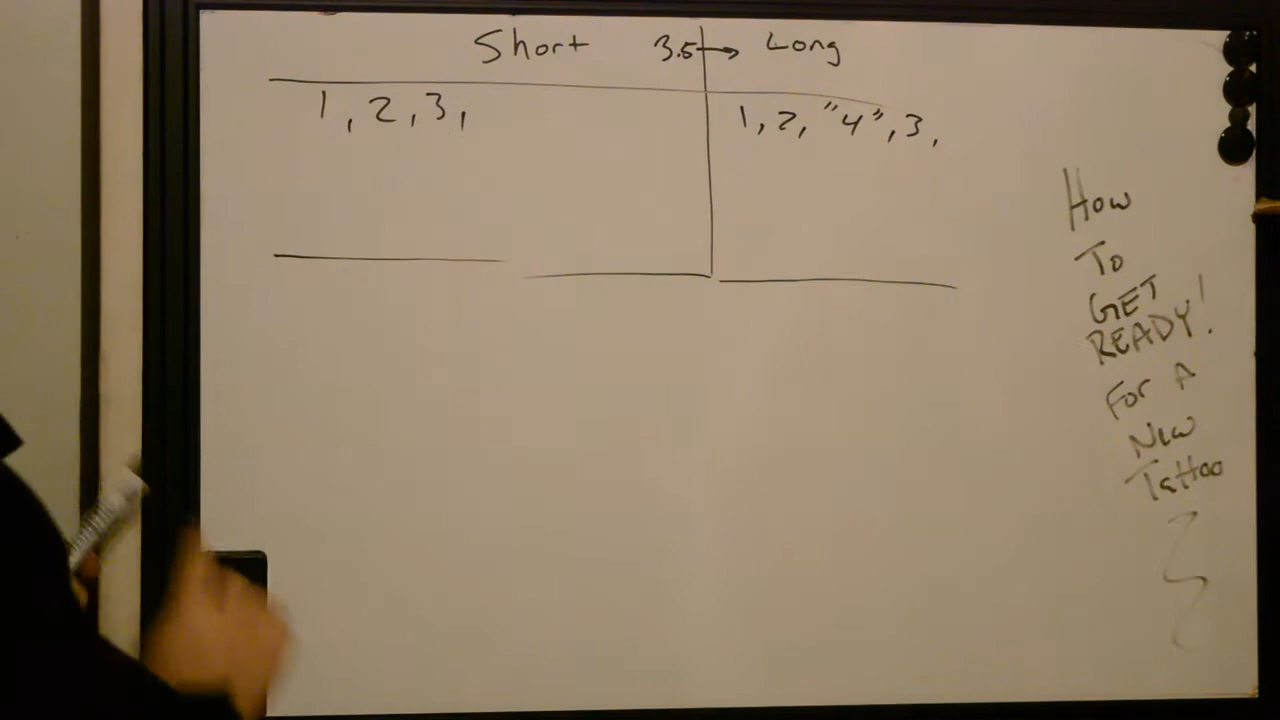 Short 3.5→ Long
1, 2, 3,
1, 2, "4", 3,
How
To
GET
READY!
For A
New
Tattoo